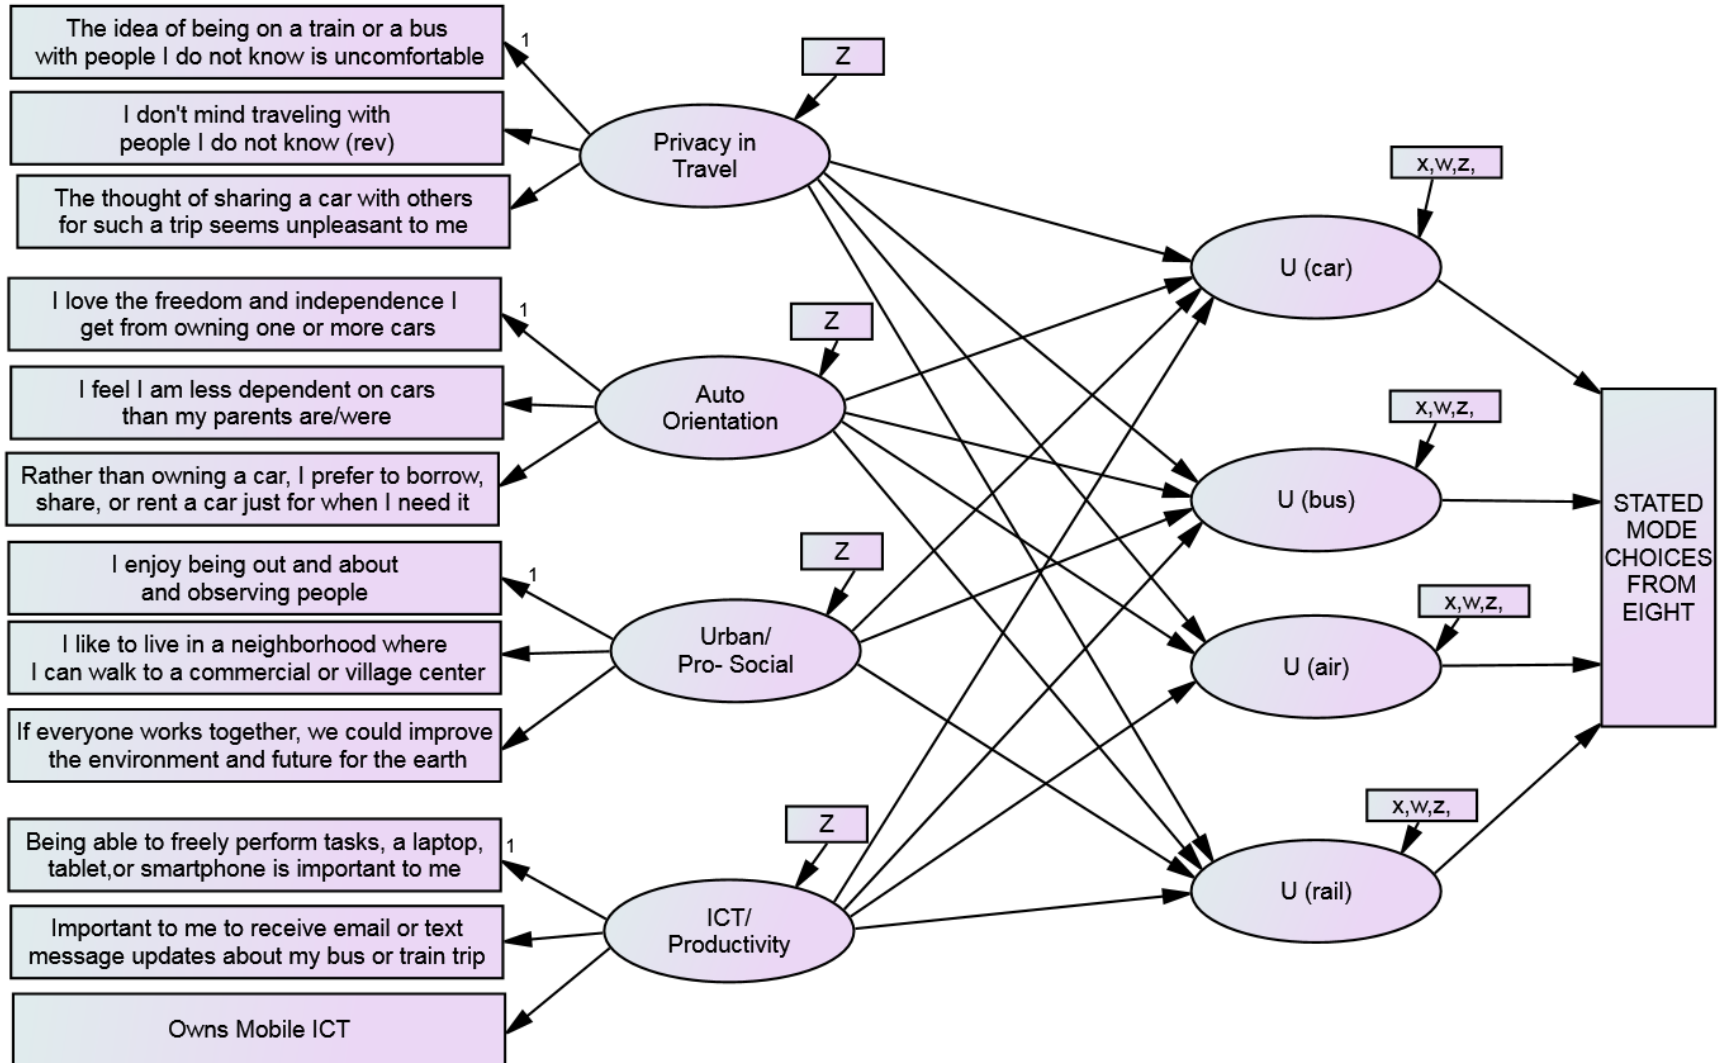 The idea of being on a train or a bus
with people I do not know is uncomfortable
1
I don't mind traveling with
people I do not know (rev)
The thought of sharing a car with others
for such a trip seems unpleasant to me
Z
Privacy in
Travel
I love the freedom and independence I
get from owning one or more cars
1
I feel I am less dependent on cars
than my parents are/were
Rather than owning a car, I prefer to borrow,
share, or rent a car just for when I need it
Z
Auto
Orientation
I enjoy being out and about
and observing people
1
I like to live in a neighborhood where
I can walk to a commercial or village center
If everyone works together, we could improve
the environment and future for the earth
Z
Urban/
Pro- Social
Being able to freely perform tasks, a laptop,
tablet,or smartphone is important to me
1
Important to me to receive email or text
message updates about my bus or train trip
Owns Mobile ICT
Z
ICT/
Productivity
x,w,z,
U (car)
x,w,z,
U (bus)
x,w,z,
U (air)
x,w,z,
U (rail)
STATED
MODE
CHOICES
FROM
EIGHT